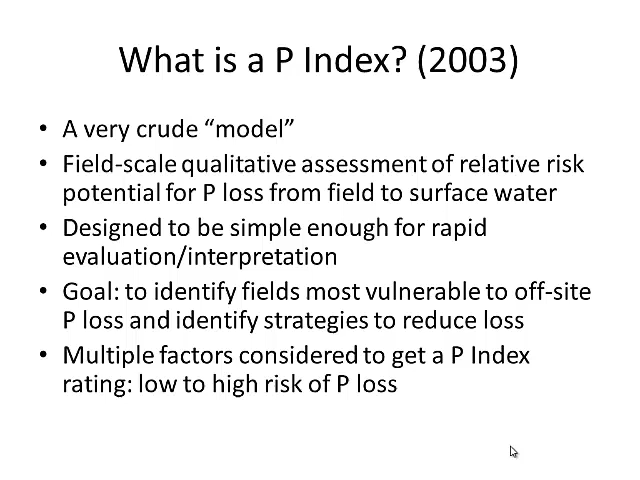 What is a P Index? (2003)
• A very crude “model”
• Field-scale qualitative assessment of relative risk
potential for P loss from field to surface water
• Designed to be simple enough for rapid
evaluation/interpretation
• Goal: to identify fields most vulnerable to off-site
P loss and identify strategies to reduce loss
• Multiple factors considered to get a P Index
rating: low to high risk of P loss